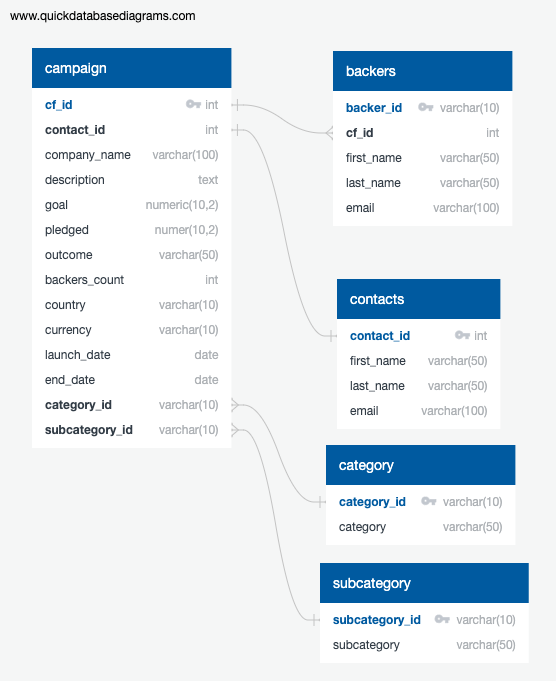 www.quickdatabasediagrams.com
campaign
cf_id int
contact_id int
company_name varchar(100)
description text
goal numeric(10,2)
pledged numer(10,2)
outcome varchar(50)
backers_count int
country varchar(10)
currency varchar(10)
launch_date date
end_date date
category_id varchar(10)
subcategory_id varchar(10)
backers
backer_id varchar(10)
cf_id int
first_name varchar(50)
last_name varchar(50)
email varchar(100)
contacts
contact_id int
first_name varchar(50)
last_name varchar(50)
email varchar(100)
category
category_id varchar(10)
category varchar(50)
subcategory
subcategory_id varchar(10)
subcategory varchar(50)